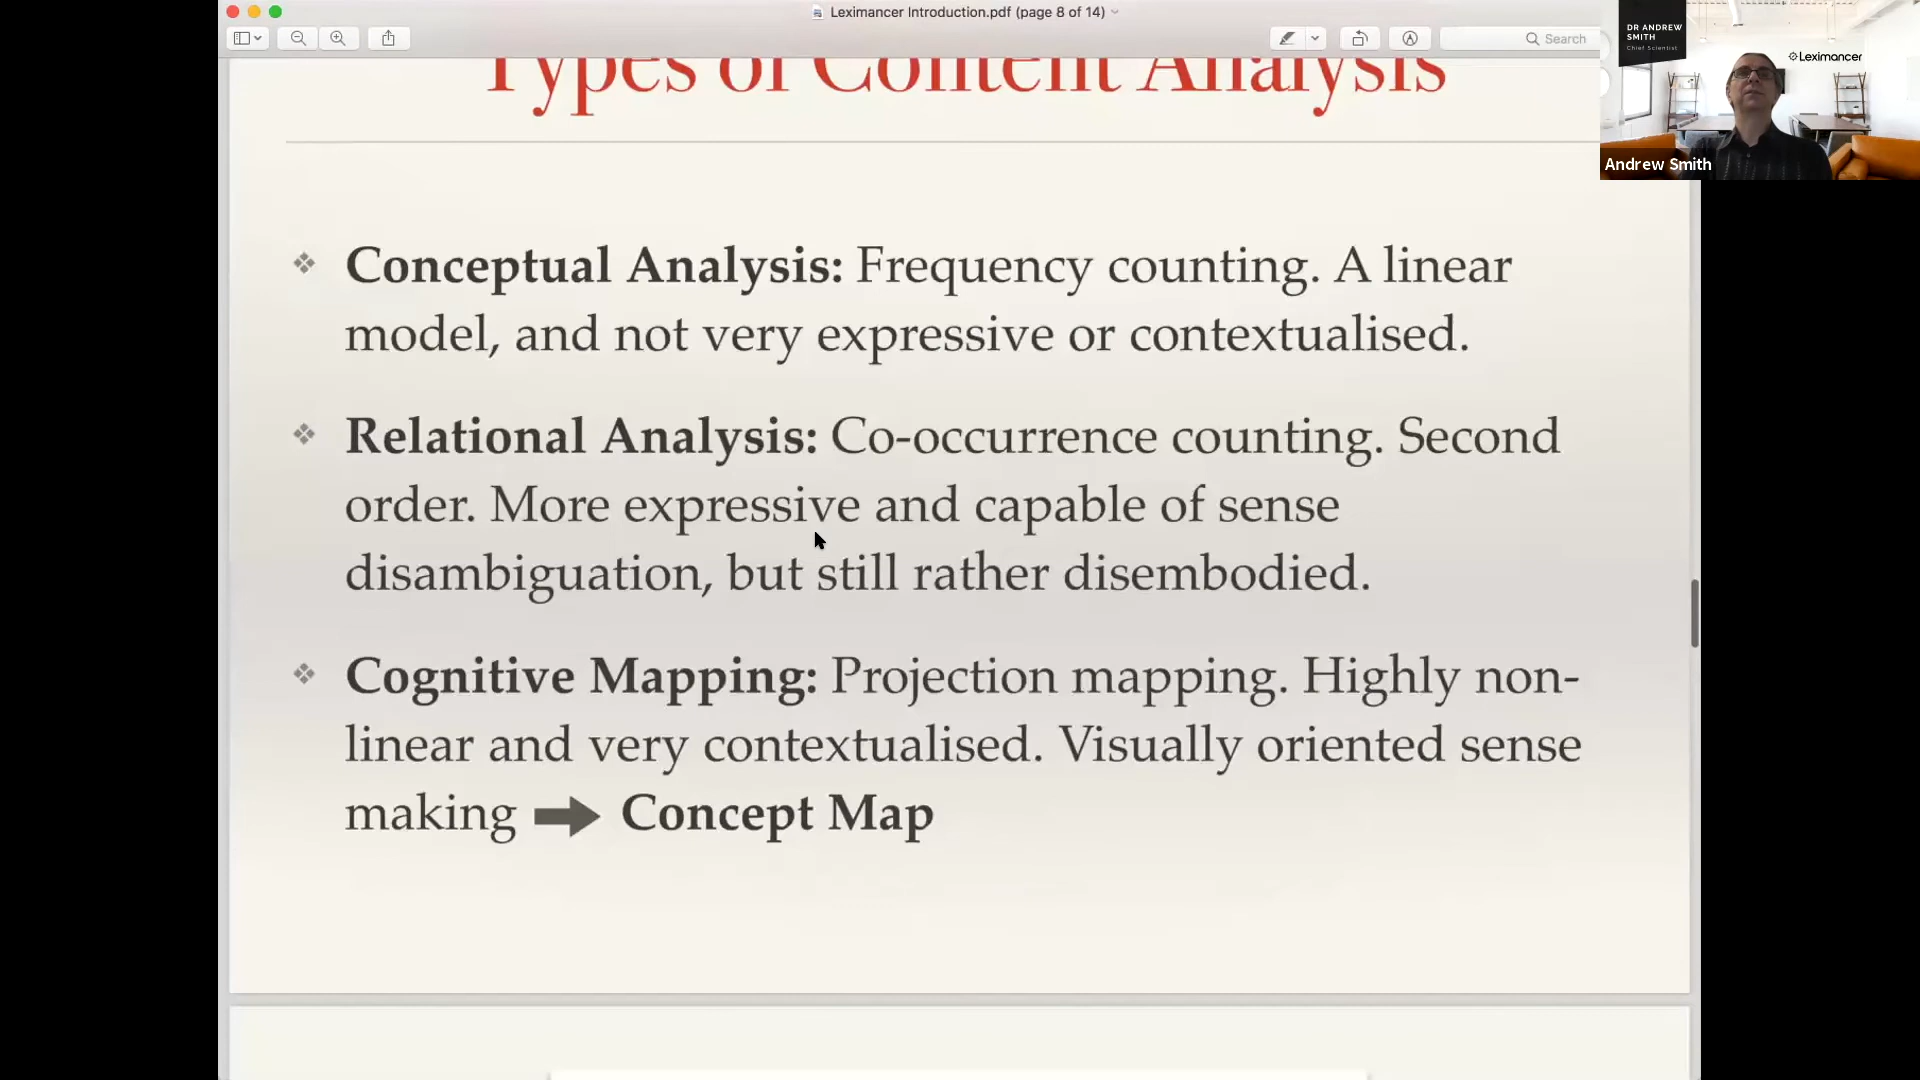 Leximancer Introduction.pdf (page 8 of 14)
Search
DR ANDREW
SMITH
Chief Scientist
Leximancer
Andrew Smith
Types of Content Analysis
❖ Conceptual Analysis: Frequency counting. A linear
model, and not very expressive or contextualised.
❖ Relational Analysis: Co-occurrence counting. Second
order. More expressive and capable of sense
disambiguation, but still rather disembodied.
❖ Cognitive Mapping: Projection mapping. Highly non-
linear and very contextualised. Visually oriented sense
making ➡ Concept Map